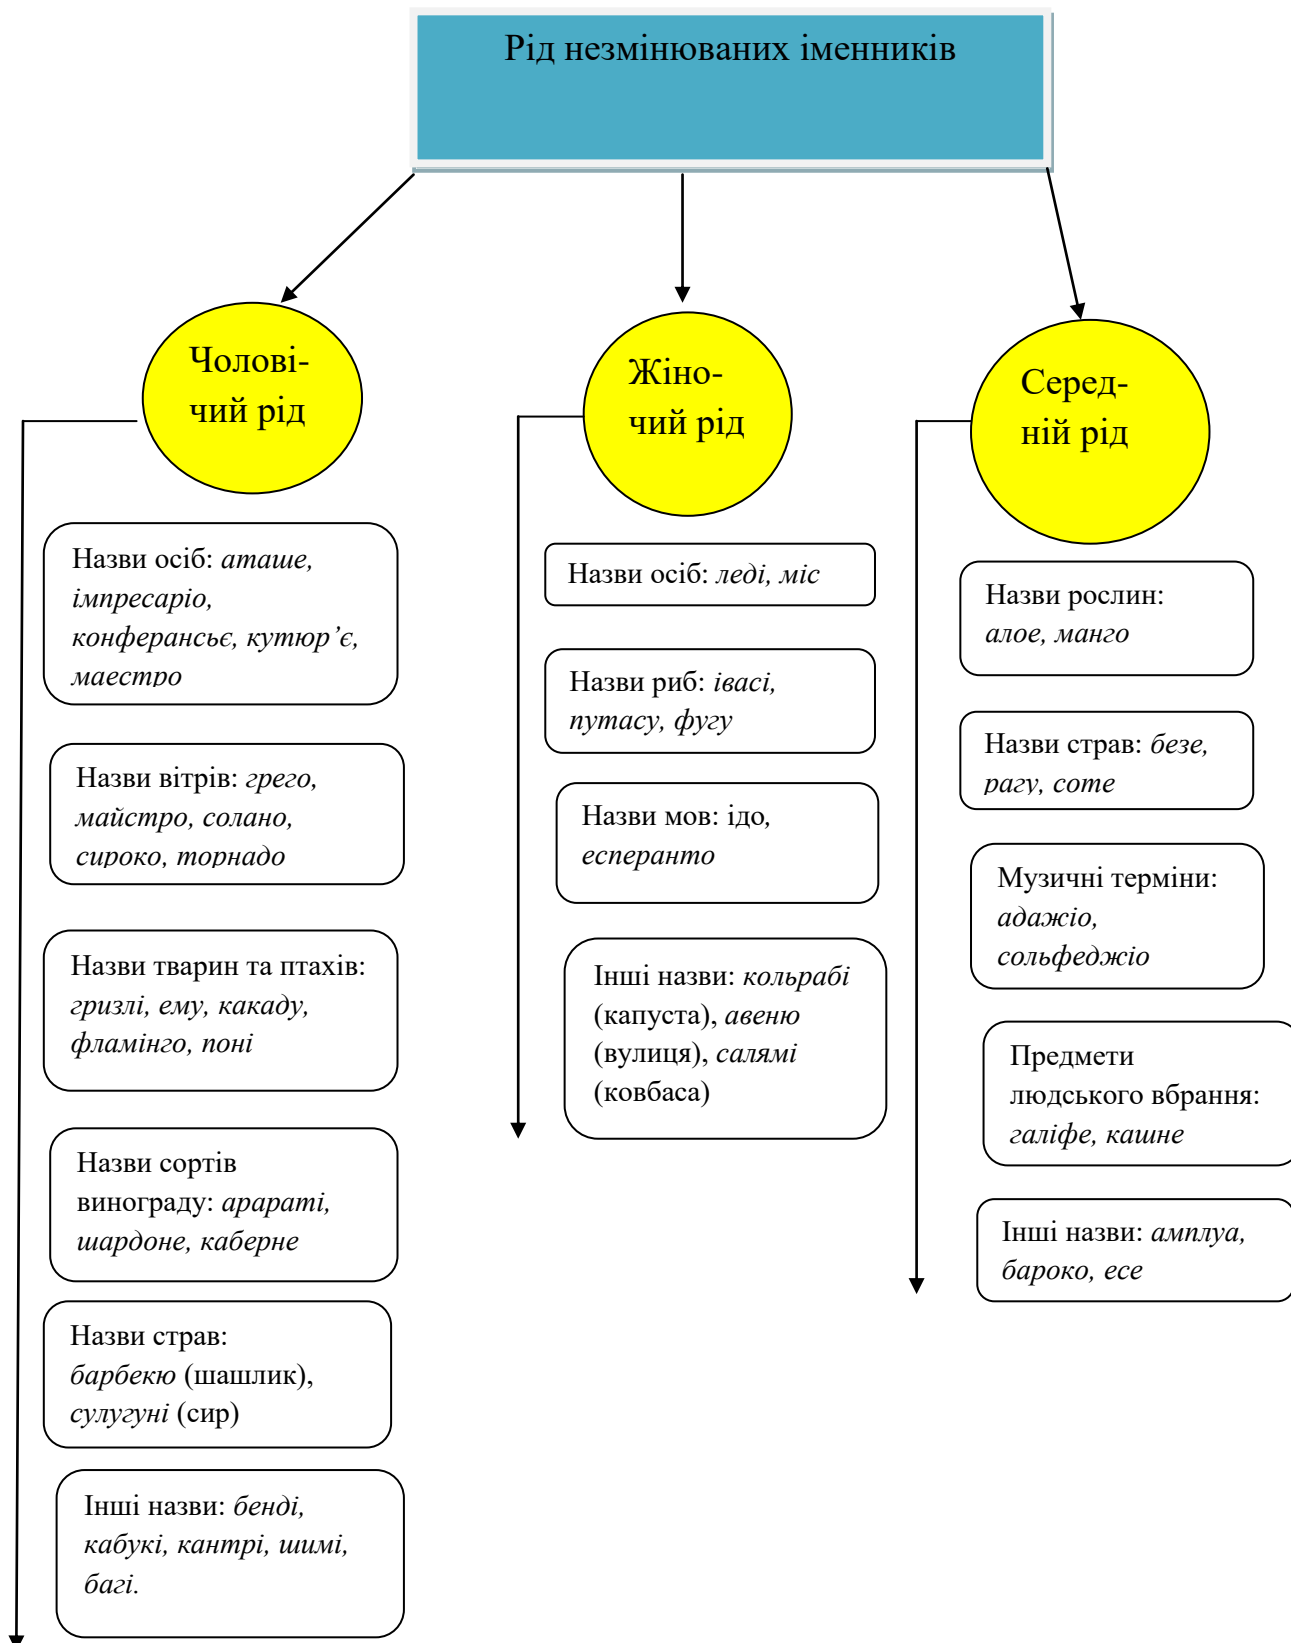 Рід незмінюваних іменників
Чолові-
чий рід
Назви осіб: аташе,
імпресаріо,
конферансьє, кутюр’є,
маестро
Назви вітрів: грего,
майстро, солано,
сироко, торнадо
Назви тварин та птахів:
гризлі, ему, какаду,
фламінго, поні
Назви сортів
винограду: арараті,
шардоне, каберне
Назви страв:
барбекю (шашлик),
сулугуні (сир)
Інші назви: бенді,
кабукі, кантрі, шимі,
багі.
Жіно-
чий рід
Назви осіб: леді, міс
Назви риб: івасі,
путасу, фугу
Назви мов: ідо,
есперанто
Інші назви: кольрабі
(капуста), авеню
(вулиця), салямі
(ковбаса)
Серед-
ній рід
Назви рослин:
алое, манго
Назви страв: безе,
рагу, соте
Музичні терміни:
адажіо,
сольфеджіо
Предмети
людського вбрання:
галіфе, кашне
Інші назви: амплуа,
бароко, есе